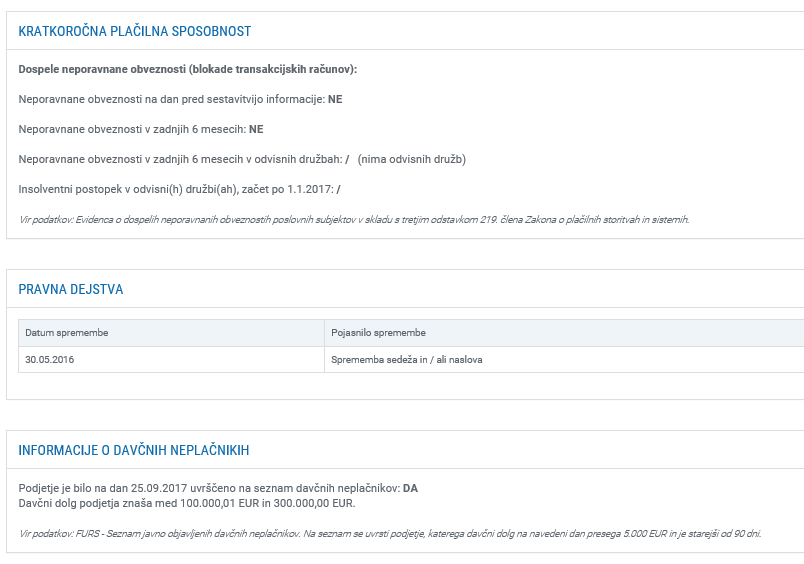 KRATKOROČNA PLAČILNA SPOSOBNOST
Dospele neporavnane obveznosti (blokade transakcijskih računov):
Neporavnane obveznosti na dan pred sestavitvijo informacije: NE
Neporavnane obveznosti v zadnjih 6 mesecih: NE
Neporavnane obveznosti v zadnjih 6 mesecih v odvisnih družbah: / (nima odvisnih družb)
Insolventni postopek v odvisni(h) družbi(ah), začet po 1.1.2017: /
Vir podatkov: Evidenca o dospelih neporavnanih obveznostih poslovnih subjektov v skladu s tretjim odstavkom 219. člena Zakona o plačilnih storitvah in sistemih.
PRAVNA DEJSTVA
Datum spremembe Pojasnilo spremembe
30.05.2016 Sprememba sedeža in / ali naslova
INFORMACIJE O DAVČNIH NEPLAČNIKIH
Podjetje je bilo na dan 25.09.2017 uvrščeno na seznam davčnih neplačnikov: DA
Davčni dolg podjetja znaša med 100.000,01 EUR in 300.000,00 EUR.
Vir podatkov: FURS - Seznam javno objavljenih davčnih neplačnikov. Na seznam se uvrsti podjetje, katerega davčni dolg na navedeni dan presega 5.000 EUR in je starejši od 90 dni.